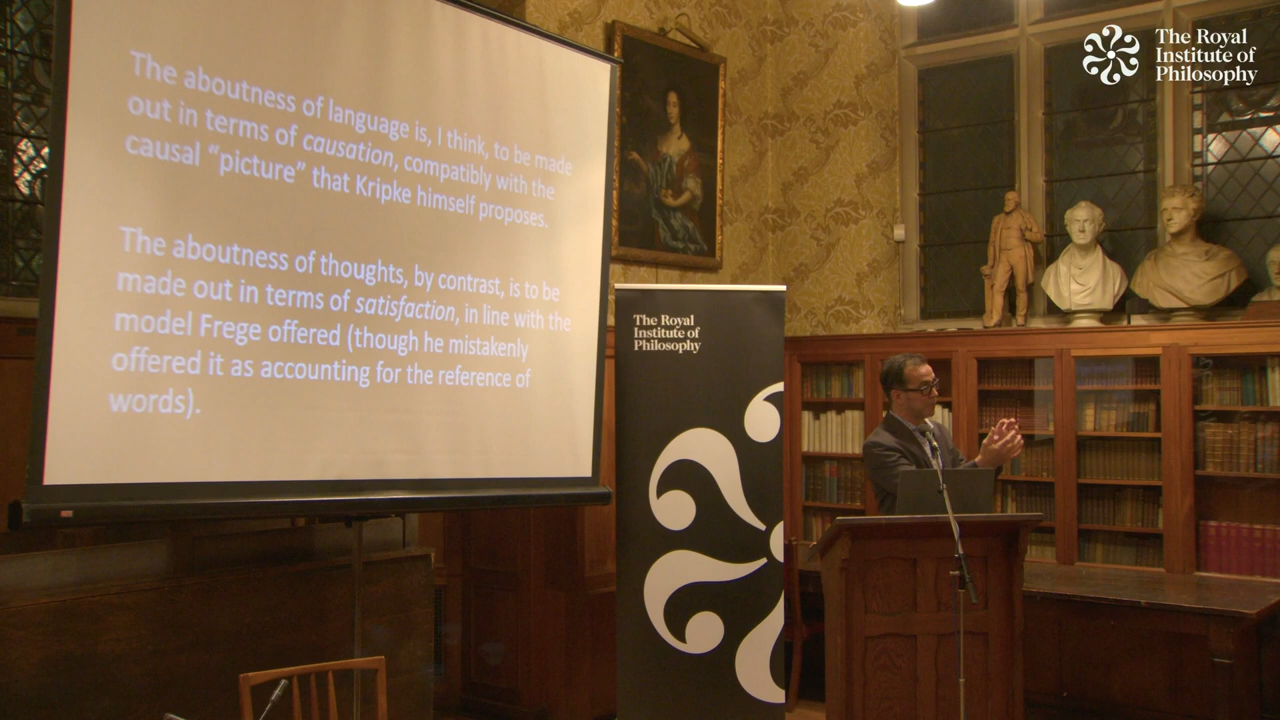 The aboutness of language is, I think, to be made
out in terms of causation, compatibly with the
causal “picture” that Kripke himself proposes.
The aboutness of thoughts, by contrast, is to be
made out in terms of satisfaction, in line with the
model Frege offered (though he mistakenly
offered it as accounting for the reference of
words).
The Royal
Institute of
Philosophy
The Royal
Institute of
Philosophy